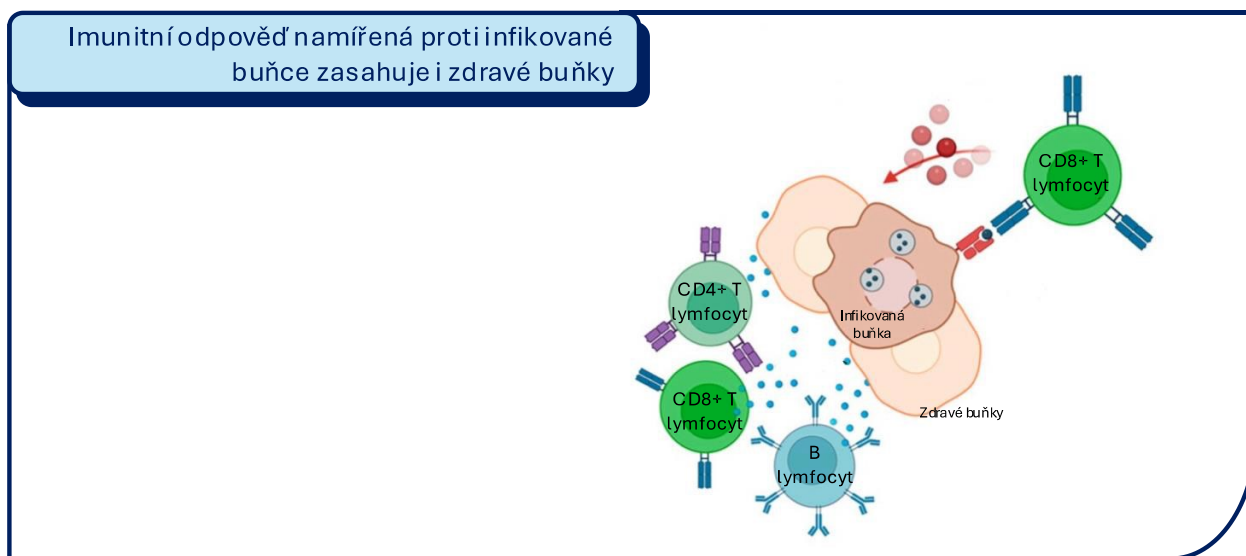 Imunitní odpověď namířená proti infikované
buňce zasahuje i zdravé buňky
CD8+ T
lymfocyt
CD4+ T
lymfocyt
Infikovaná
buňka
CD8+ T
lymfocyt
Zdravé buňky
B
lymfocyt